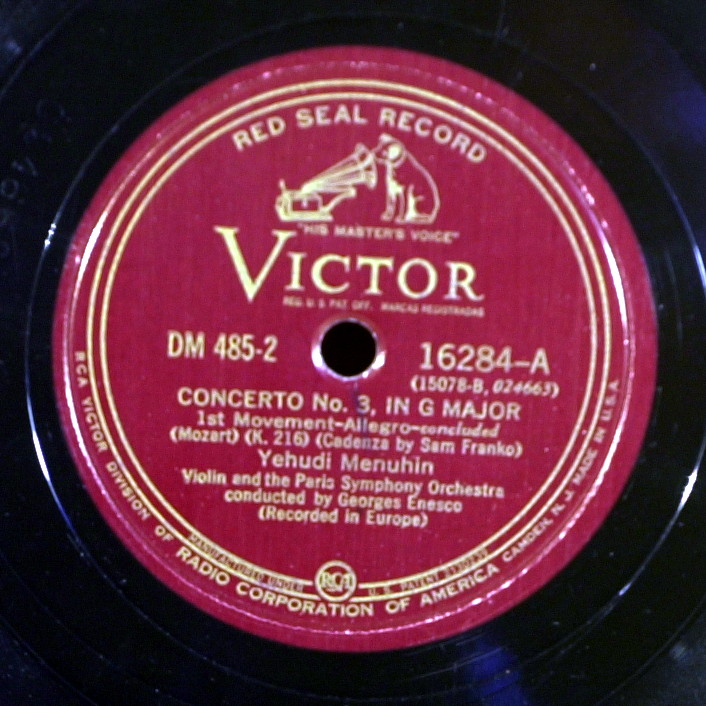 RED SEAL RECORD
"HIS MASTER'S VOICE"
VICTOR
REG. U. S. PAT. OFF. MARCAS REGISTRADAS
DM 485-2
16284-A
(15078-B, 024663)
CONCERTO No. 3, IN G MAJOR
1st Movement-Allegro-concluded
(Mozart) (K. 216) (Cadenza by Sam Franko)
Yehudi Menuhin
Violin and the Paris Symphony Orchestra
conducted by Georges Enesco
(Recorded in Europe)
MANUFACTURED UNDER
RCA
U. S. PATENT
RCA VICTOR DIVISION OF RADIO CORPORATION OF AMERICA CAMDEN, N. J. MADE IN U.S.A.